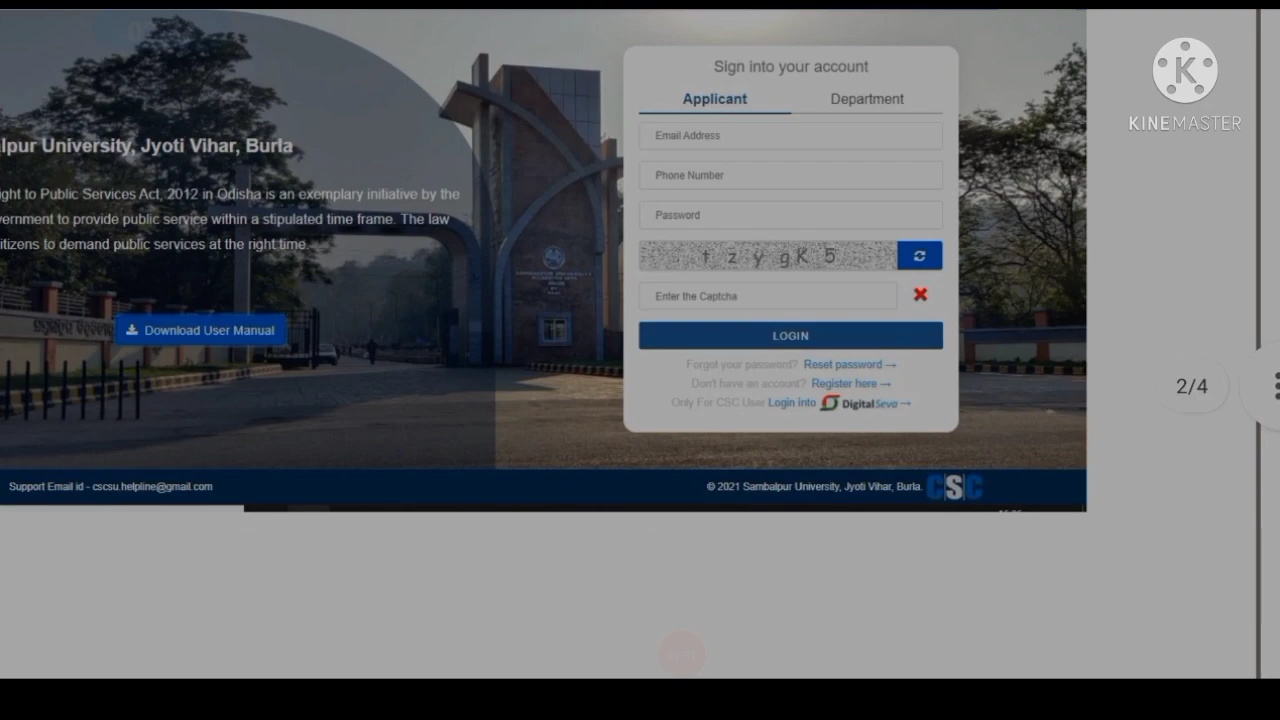 Sign into your account
Applicant
Department
Email Address
Phone Number
Password
t z y g K 5
Enter the Captcha
LOGIN
Forgot your password? Reset password →
Don't have an account? Register here →
Only For CSC User Login into DigitalSeva →
lpur University, Jyoti Vihar, Burla
ight to Public Services Act, 2012 in Odisha is an exemplary initiative by the
vernment to provide public service within a stipulated time frame. The law
itizens to demand public services at the right time.
Download User Manual
SAMBALPUR UNIVERSITY
Support Email id - cscsu.helpline@gmail.com
© 2021 Sambalpur University, Jyoti Vihar, Burla.
CSC
K
KINEMASTER
2/4